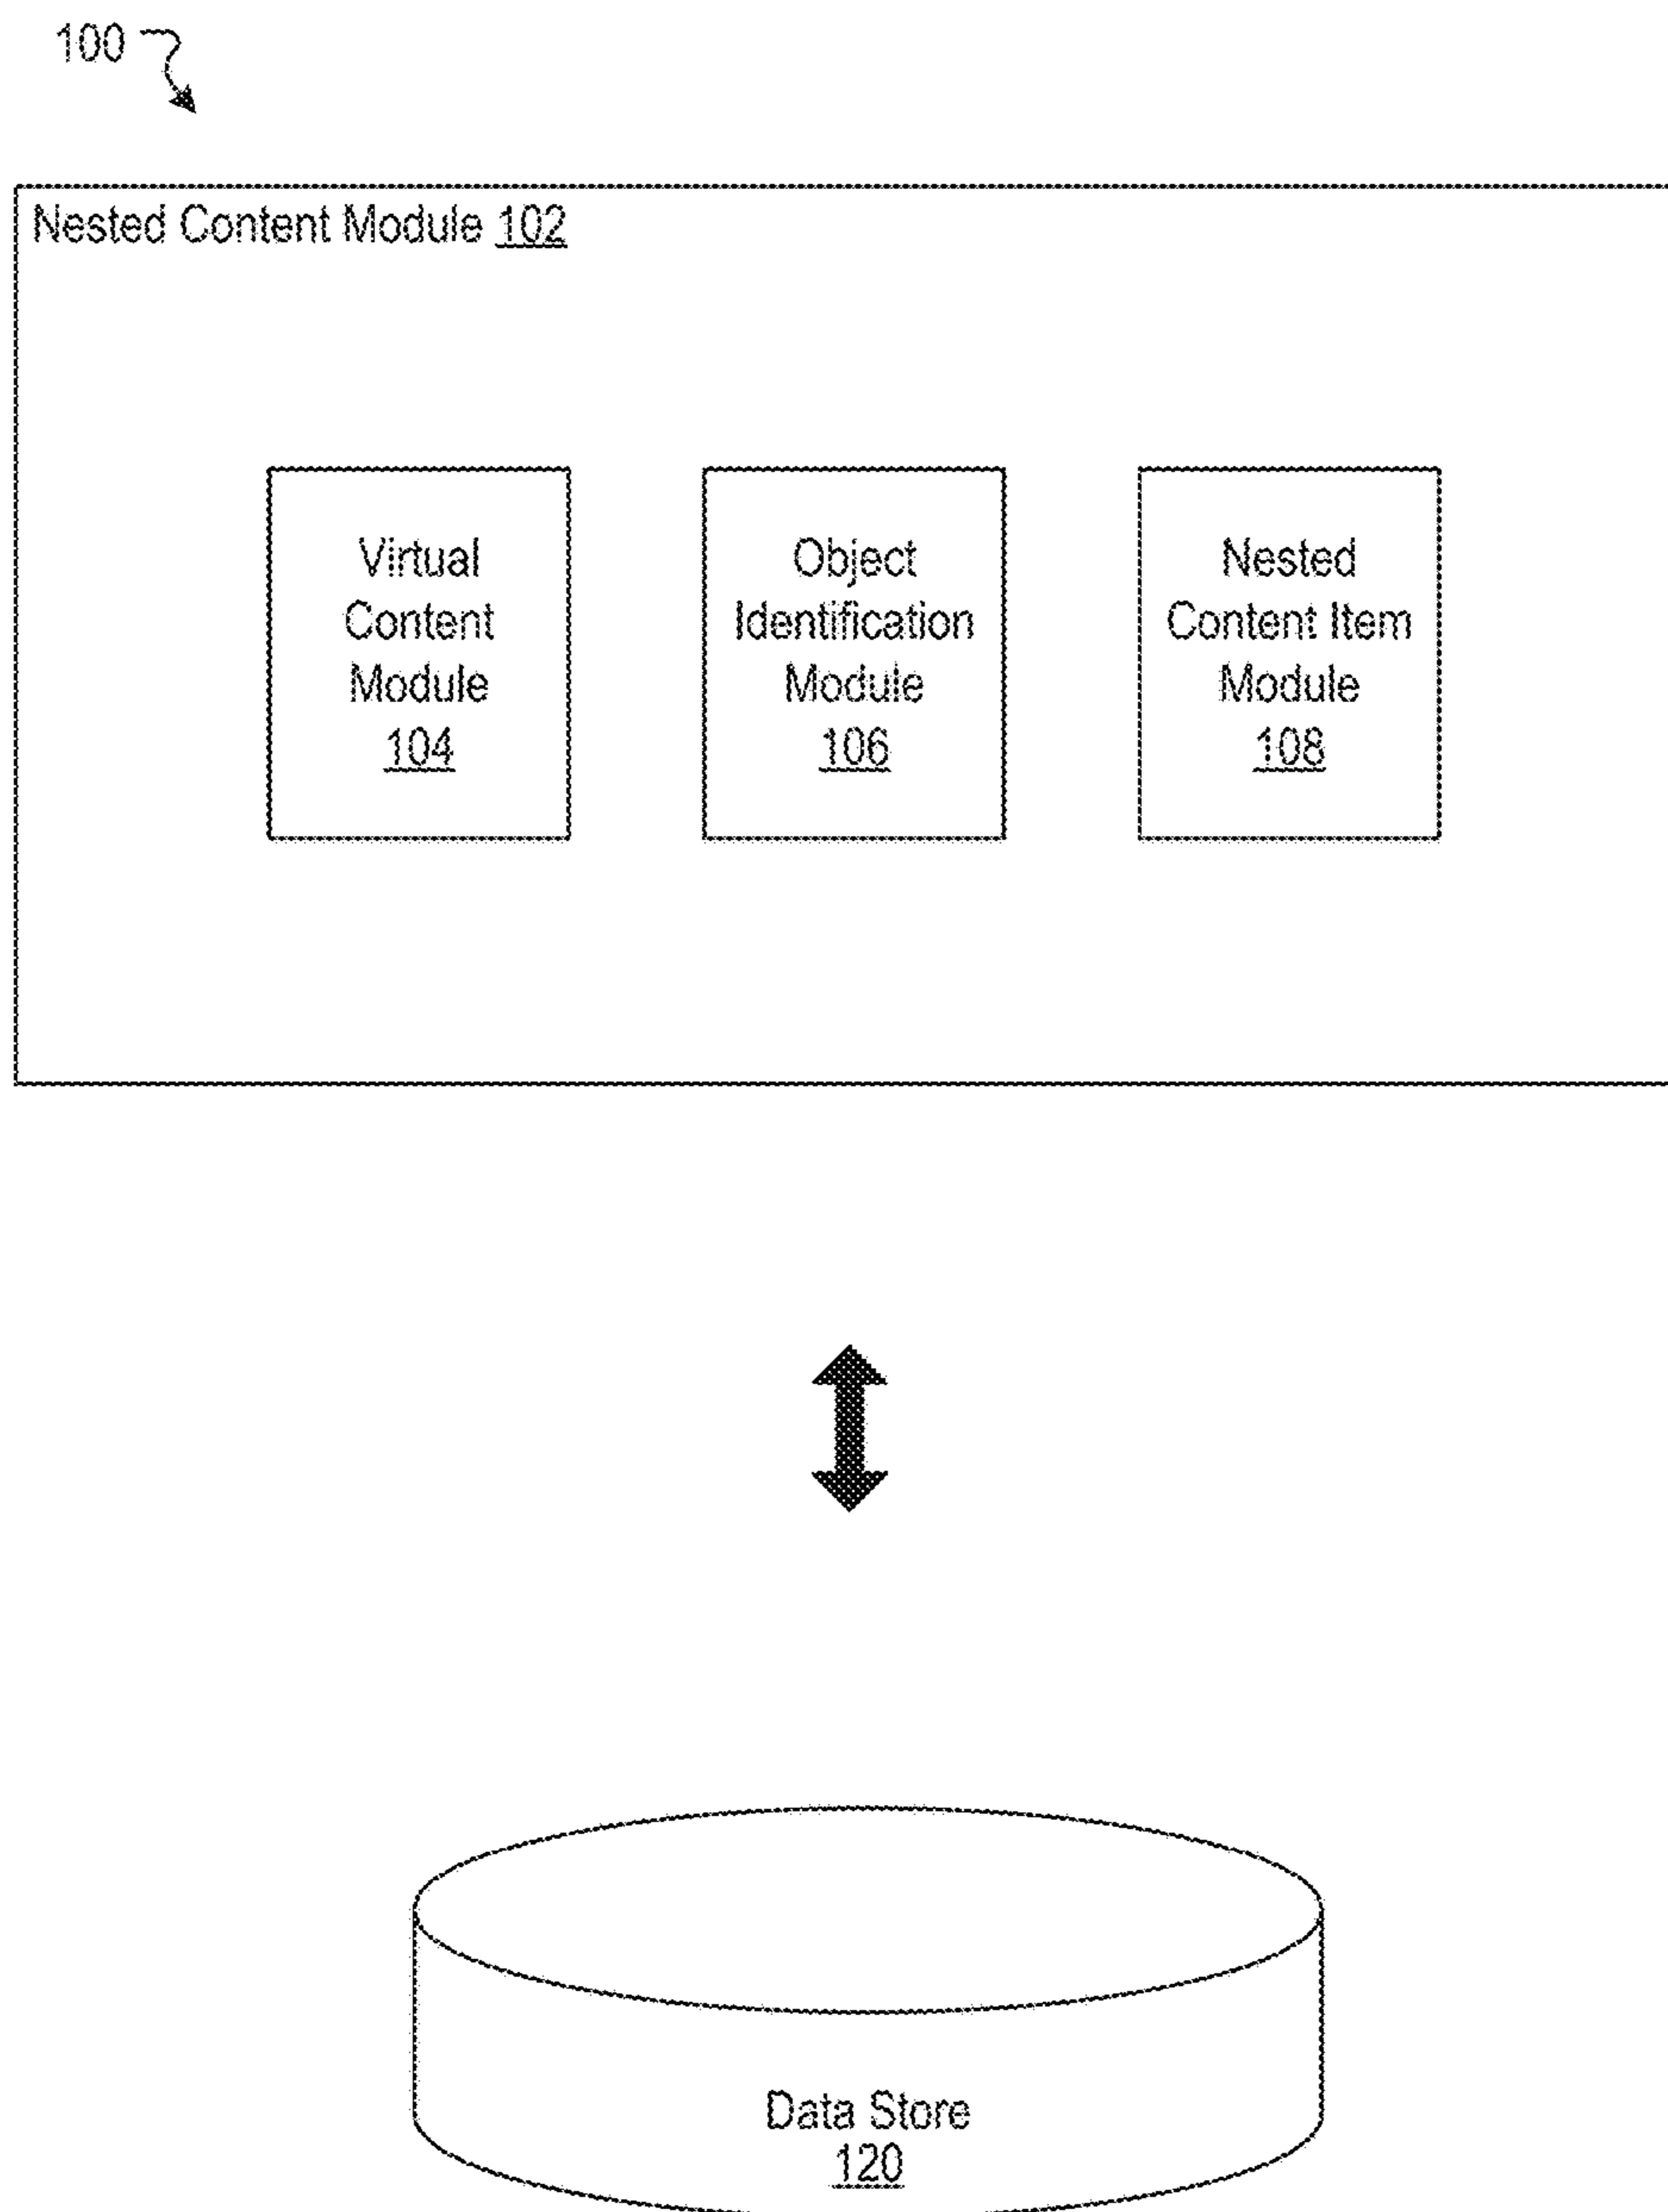 100
Nested Content Module 102
Virtual
Content
Module
104
Object
Identification
Module
106
Nested
Content Item
Module
108
Data Store
120